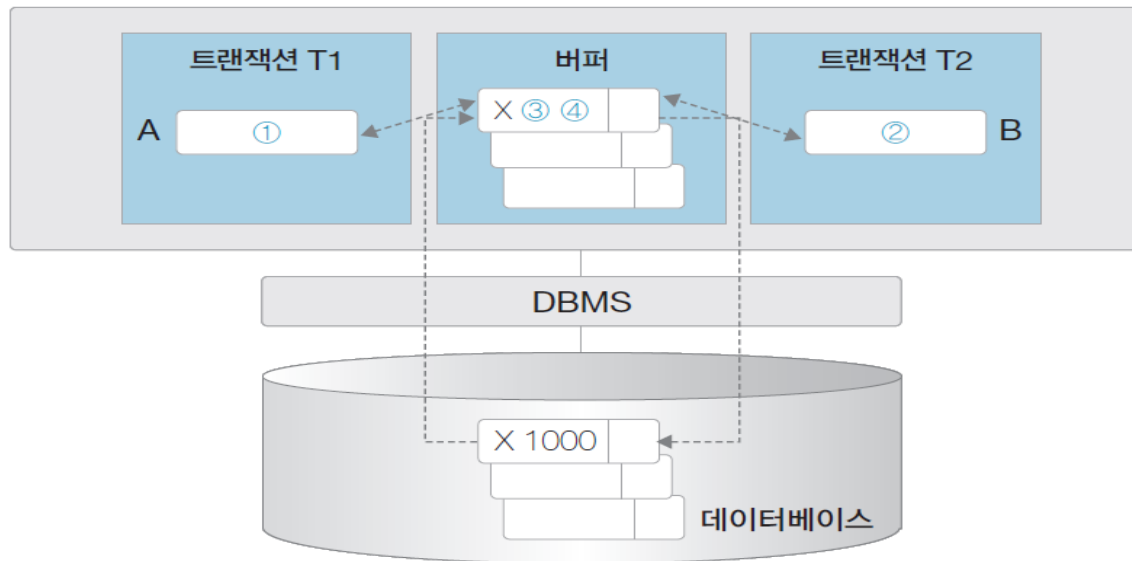 트랜잭션 T1
버퍼
트랜잭션 T2
A
①
X ③ ④
②
B
DBMS
X 1000
데이터베이스